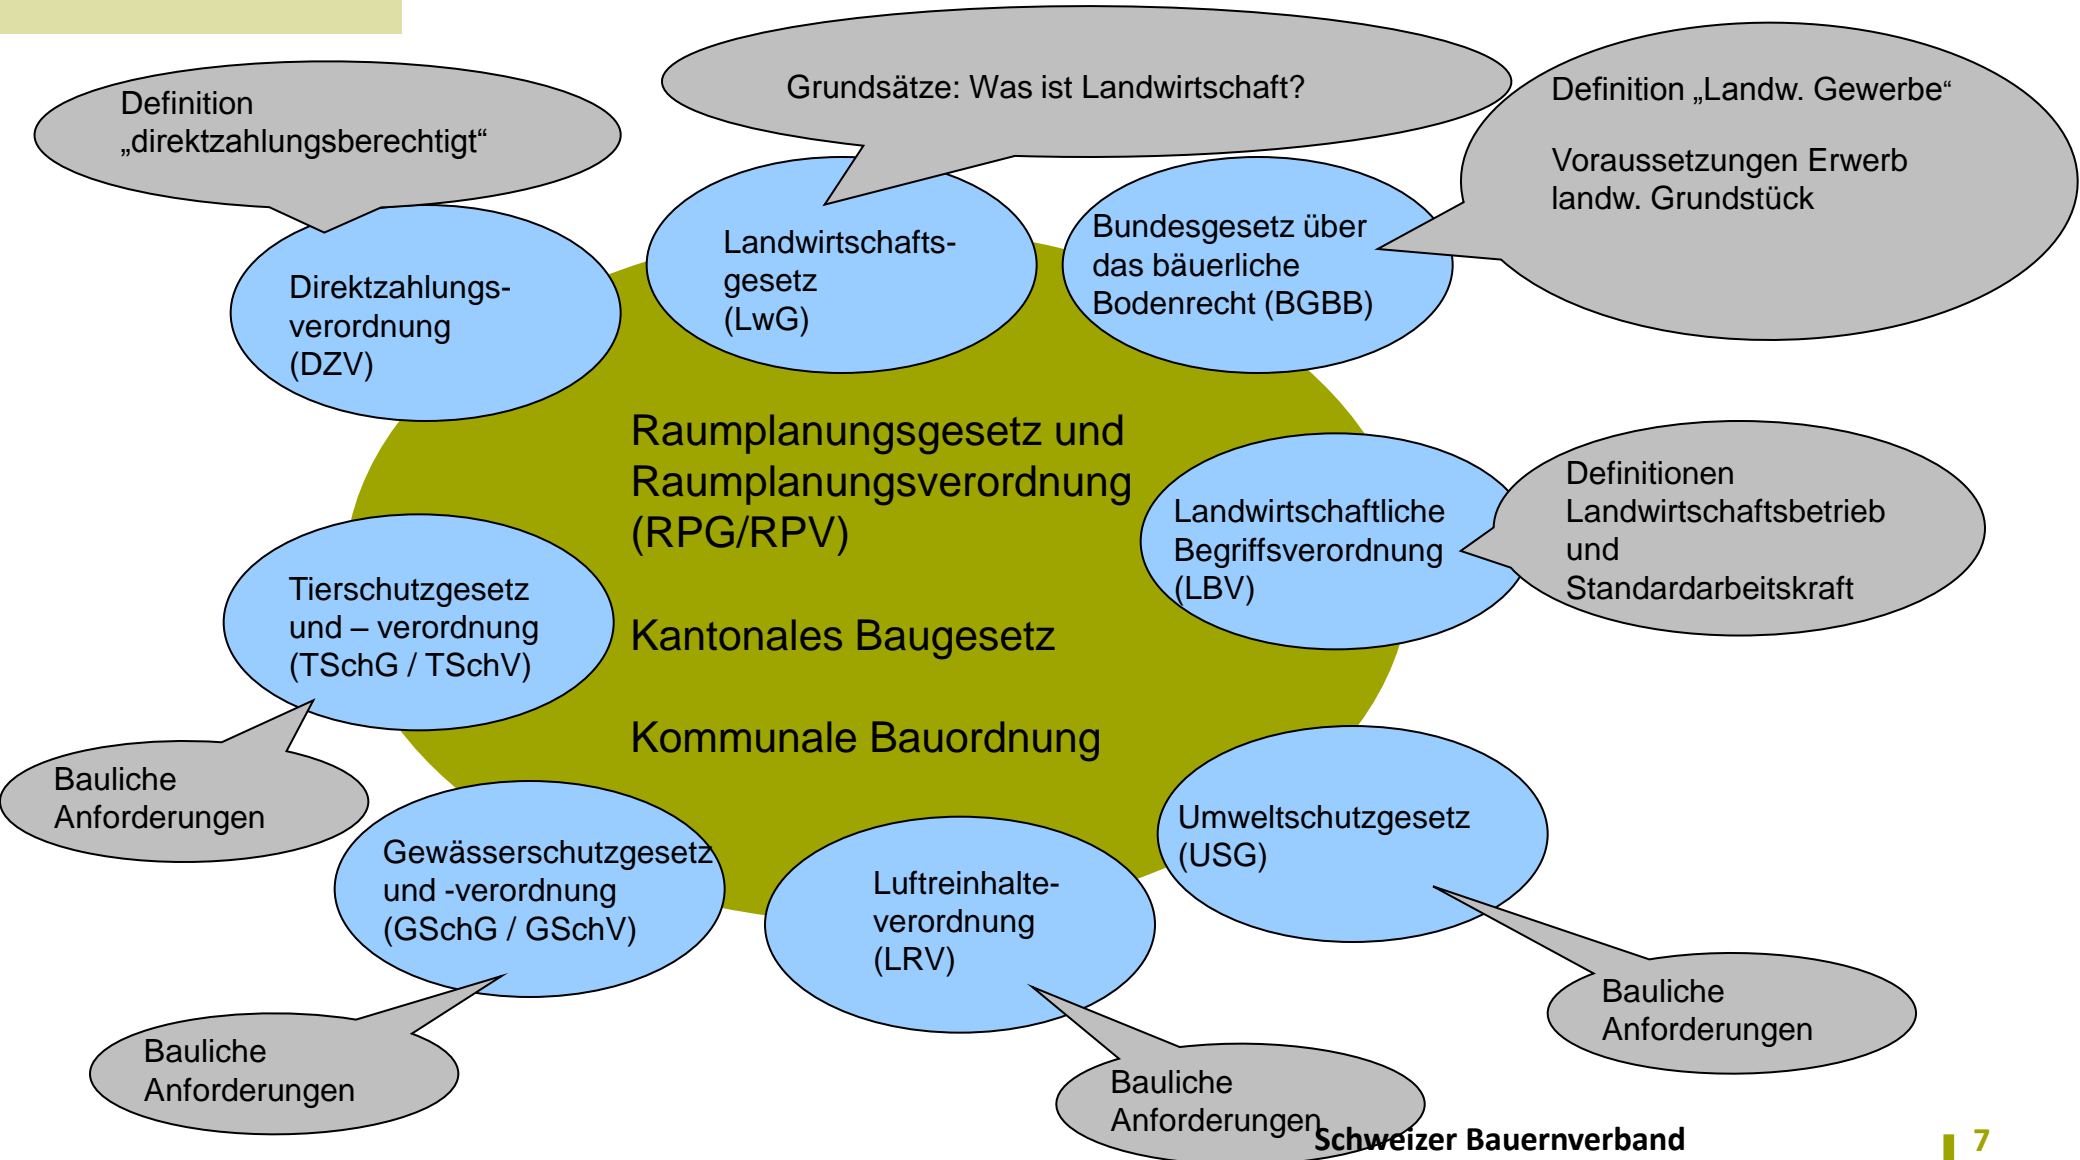 Definition
„direktzahlungsberechtigt“
Grundsätze: Was ist Landwirtschaft?
Definition „Landw. Gewerbe“
Voraussetzungen Erwerb
landw. Grundstück
Direktzahlungs-
verordnung
(DZV)
Landwirtschafts-
gesetz
(LwG)
Bundesgesetz über
das bäuerliche
Bodenrecht (BGBB)
Raumplanungsgesetz und
Raumplanungsverordnung
(RPG/RPV)
Kantonales Baugesetz
Kommunale Bauordnung
Landwirtschaftliche
Begriffsverordnung
(LBV)
Definitionen
Landwirtschaftsbetrieb
und
Standardarbeitskraft
Tierschutzgesetz
und – verordnung
(TSchG / TSchV)
Bauliche
Anforderungen
Gewässerschutzgesetz
und -verordnung
(GSchG / GSchV)
Bauliche
Anforderungen
Luftreinhalte-
verordnung
(LRV)
Bauliche
Anforderungen
Umweltschutzgesetz
(USG)
Bauliche
Anforderungen
Schweizer Bauernverband
7